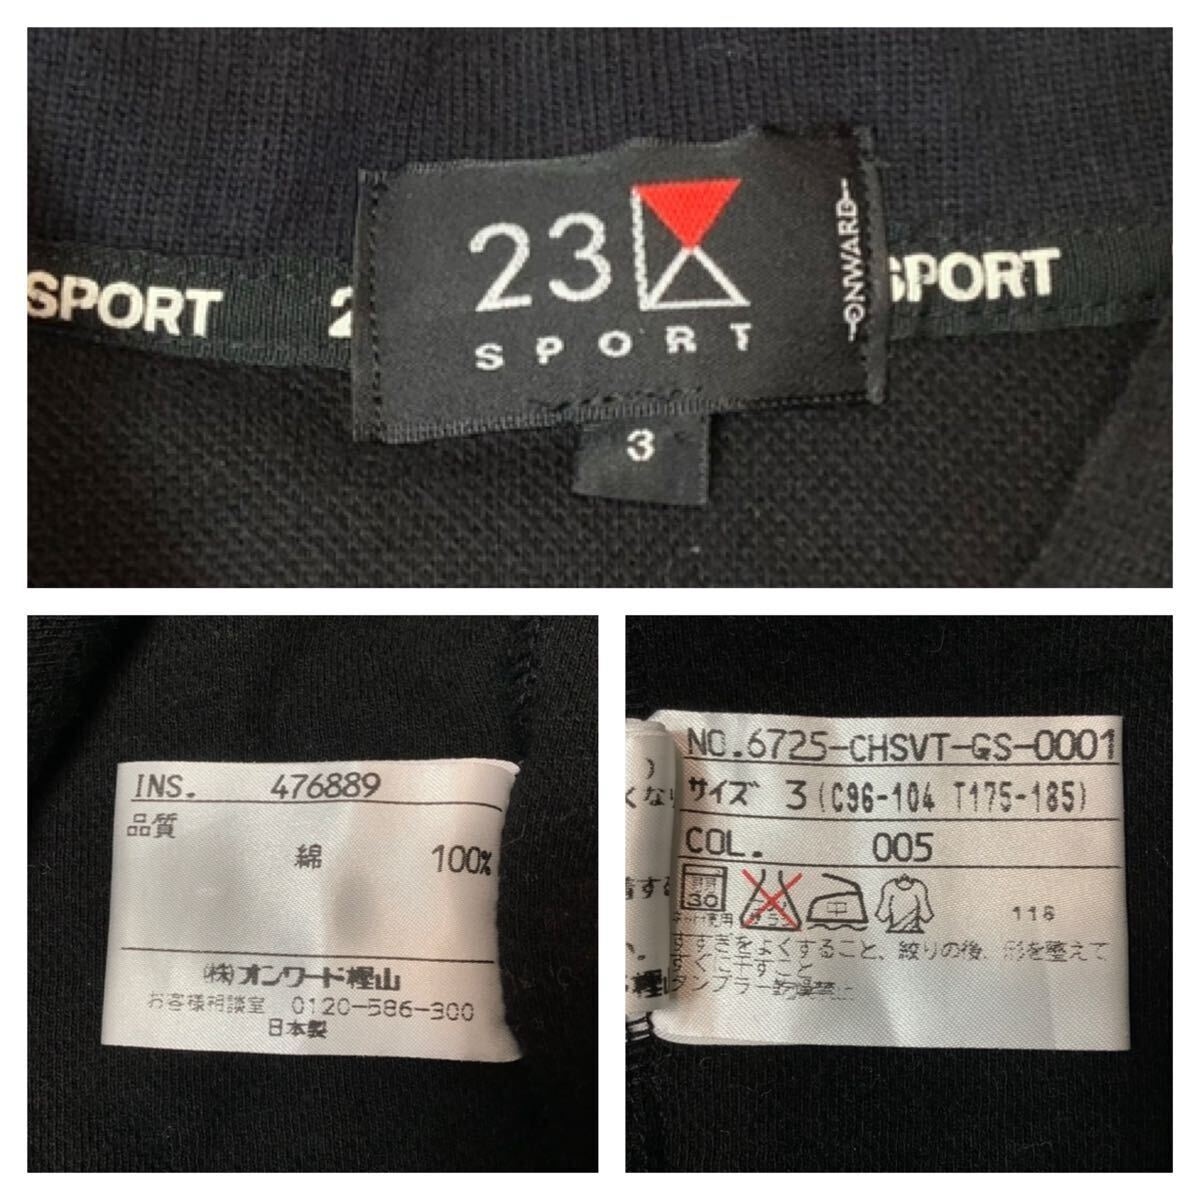 SPORT
2
23
SPORT
ONWARD
SPORT
3
INS. 476889
品質
綿 100%
(株)オンワード樫山
お客様相談室 0120-586-300
日本製
NO.6725-CHSVT-GS-0001
サイズ 3 (C96-104 T175-185)
COL. 005
30
中
118
すすぎをよくすること、絞りの後、形を整えて
すぐ干すこと
タンブラー乾燥禁止